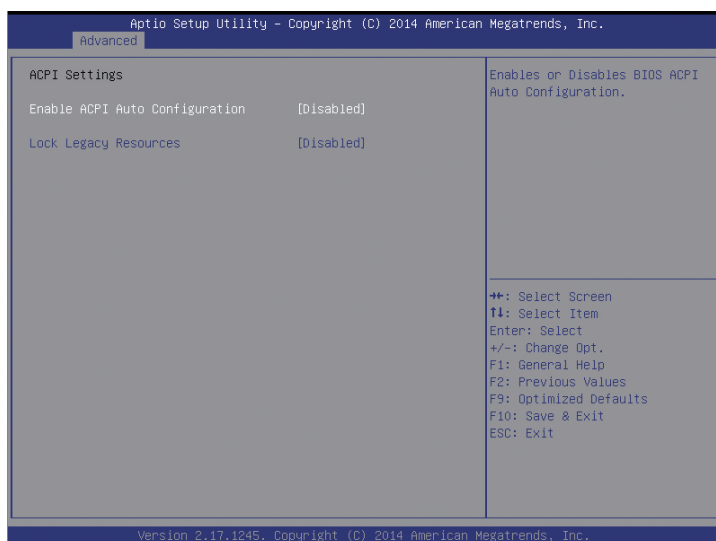 Aptio Setup Utility – Copyright (C) 2014 American Megatrends, Inc.
Advanced
ACPI Settings
Enable ACPI Auto Configuration [Disabled]
Lock Legacy Resources [Disabled]
Enables or Disables BIOS ACPI
Auto Configuration.
→←: Select Screen
↑↓: Select Item
Enter: Select
+/-: Change Opt.
F1: General Help
F2: Previous Values
F9: Optimized Defaults
F10: Save & Exit
ESC: Exit
Version 2.17.1245. Copyright (C) 2014 American Megatrends, Inc.